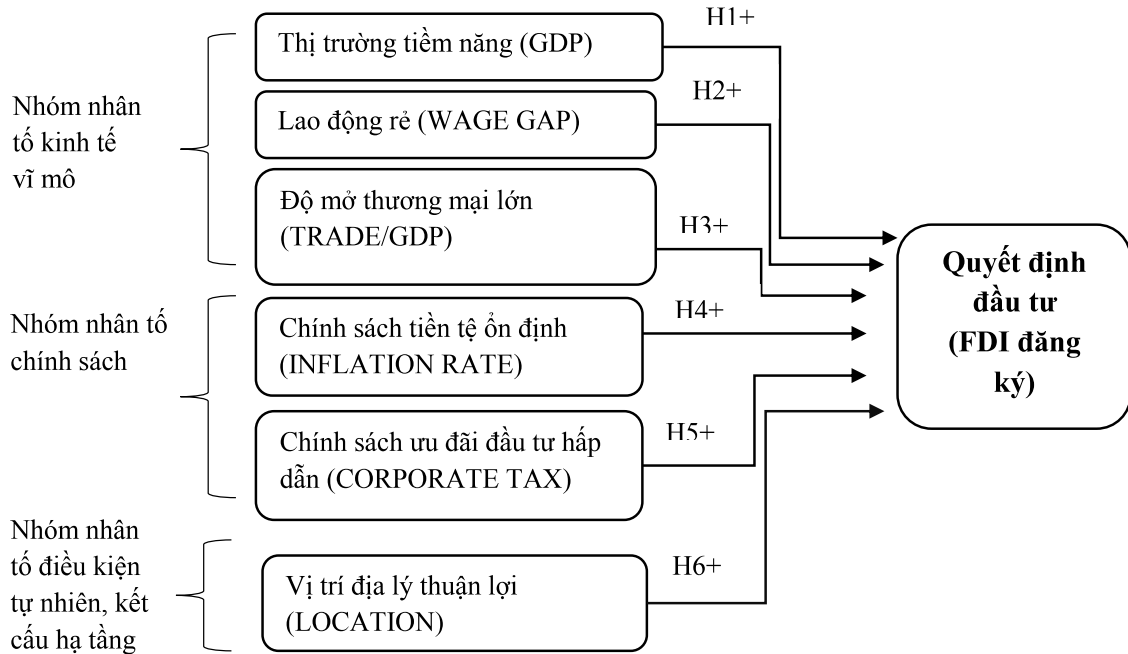 Nhóm nhân
tố kinh tế
vĩ mô
Thị trường tiềm năng (GDP)
H1+
Lao động rẻ (WAGE GAP)
H2+
Độ mở thương mại lớn
(TRADE/GDP)
H3+
Nhóm nhân tố
chính sách
Chính sách tiền tệ ổn định
(INFLATION RATE)
H4+
Chính sách ưu đãi đầu tư hấp
dẫn (CORPORATE TAX)
H5+
Nhóm nhân
tố điều kiện
tự nhiên, kết
cấu hạ tầng
Vị trí địa lý thuận lợi
(LOCATION)
H6+
Quyết định
đầu tư
(FDI đăng
ký)